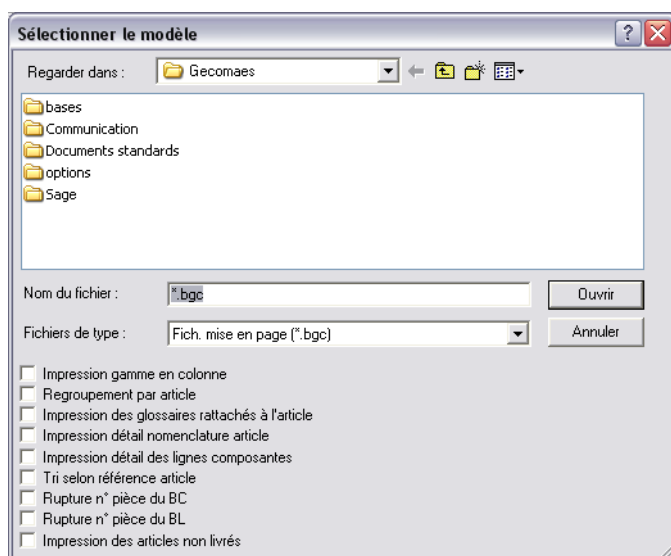 Sélectionner le modèle
Regarder dans :
Gecomaes
bases
Communication
Documents standards
options
Sage
Nom du fichier :
*.bgc
Ouvrir
Fichiers de type :
Fich. mise en page (*.bgc)
Annuler
Impression gamme en colonne
Regroupement par article
Impression des glossaires rattachés à l'article
Impression détail nomenclature article
Impression détail des lignes composantes
Tri selon référence article
Rupture n° pièce du BC
Rupture n° pièce du BL
Impression des articles non livrés